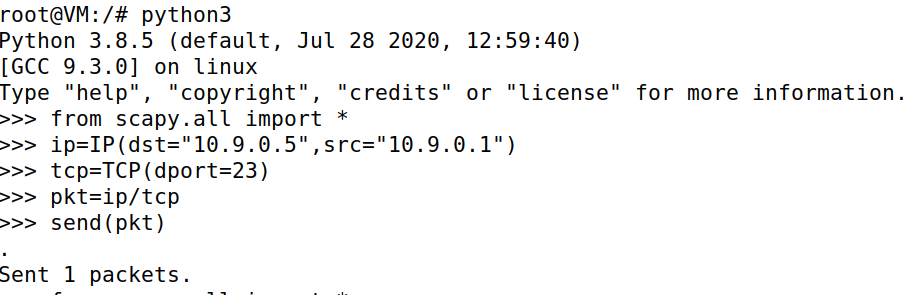 root@VM:/# python3
Python 3.8.5 (default, Jul 28 2020, 12:59:40)
[GCC 9.3.0] on linux
Type "help", "copyright", "credits" or "license" for more information.
>>> from scapy.all import *
>>> ip=IP(dst="10.9.0.5",src="10.9.0.1")
>>> tcp=TCP(dport=23)
>>> pkt=ip/tcp
>>> send(pkt)
.
Sent 1 packets.